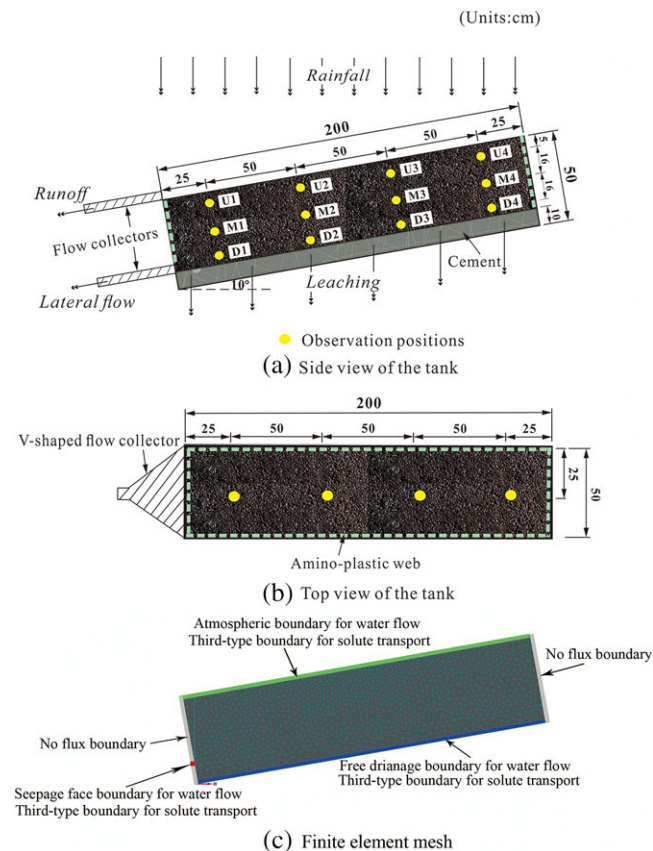 (Units:cm)
Rainfall
200
25
50
50
50
25
5
16
16
10
50
U1
U2
U3
U4
M1
M2
M3
M4
D1
D2
D3
D4
Runoff
Flow collectors
Lateral flow
10°
Leaching
Cement
Observation positions
(a) Side view of the tank
200
25
50
50
50
25
V-shaped flow collector
25
50
Amino-plastic web
(b) Top view of the tank
Atmospheric boundary for water flow
Third-type boundary for solute transport
No flux boundary
No flux boundary
Free drianage boundary for water flow
Third-type boundary for solute transport
Seepage face boundary for water flow
Third-type boundary for solute transport
(c) Finite element mesh